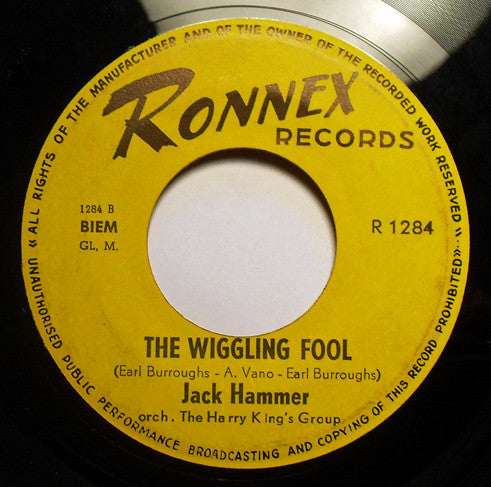 « ALL RIGHTS OF THE MANUFACTURER AND OF THE OWNER OF THE RECORDED WORK RESERVED »...
RONNEX
RECORDS
1284 B
BIEM
GL, M.
R 1284
THE WIGGLING FOOL
(Earl Burroughs - A. Vano - Earl Burroughs)
Jack Hammer
orch. The Harry King's Group
« UNAUTHORISED PUBLIC PERFORMANCE BROADCASTING AND COPYING OF THIS RECORD PROHIBITED»...